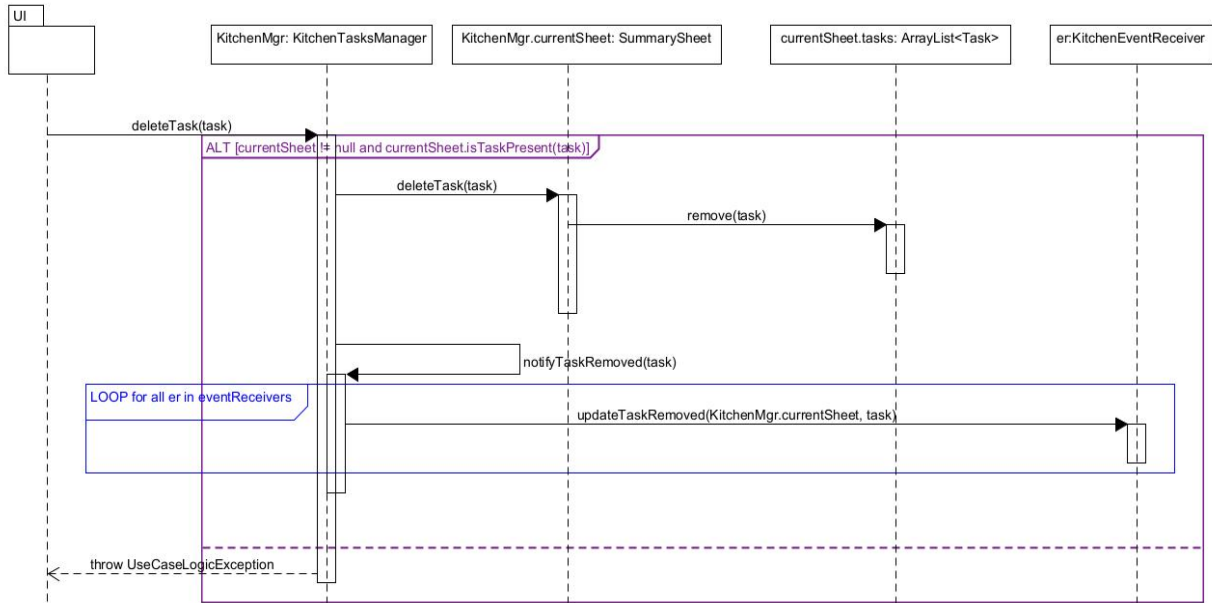 UI
KitchenMgr: KitchenTasksManager
KitchenMgr.currentSheet: SummarySheet
currentSheet.tasks: ArrayList<Task>
er:KitchenEventReceiver
deleteTask(task)
ALT [currentSheet != null and currentSheet.isTaskPresent(task)]
deleteTask(task)
remove(task)
notifyTaskRemoved(task)
LOOP for all er in eventReceivers
updateTaskRemoved(KitchenMgr.currentSheet, task)
throw UseCaseLogicException